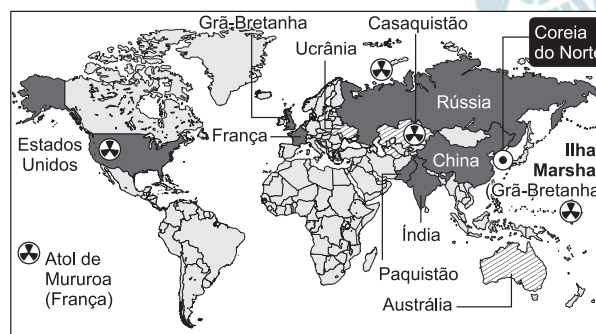 Grã-Bretanha
Casaquistão
Coreia
do Norte
Ucrânia
Rússia
França
Estados
Unidos
China
Ilha
Marsha
Grã-Bretanha
Índia
Atol de
Mururoa
(França)
Paquistão
Austrália